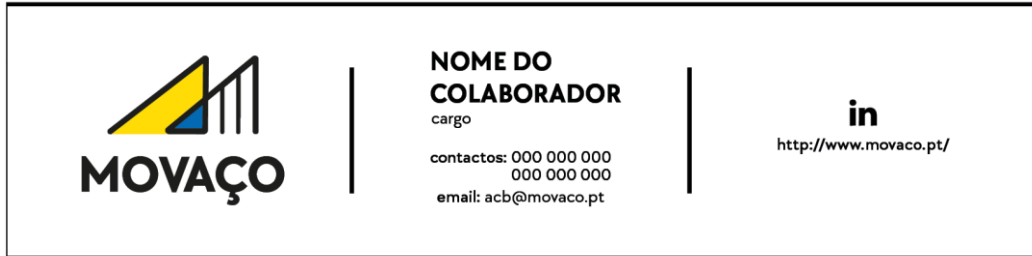 MOVAÇO
NOME DO
COLABORADOR
cargo
contactos: 000 000 000
000 000 000
email: acb@movaco.pt
in
http://www.movaco.pt/